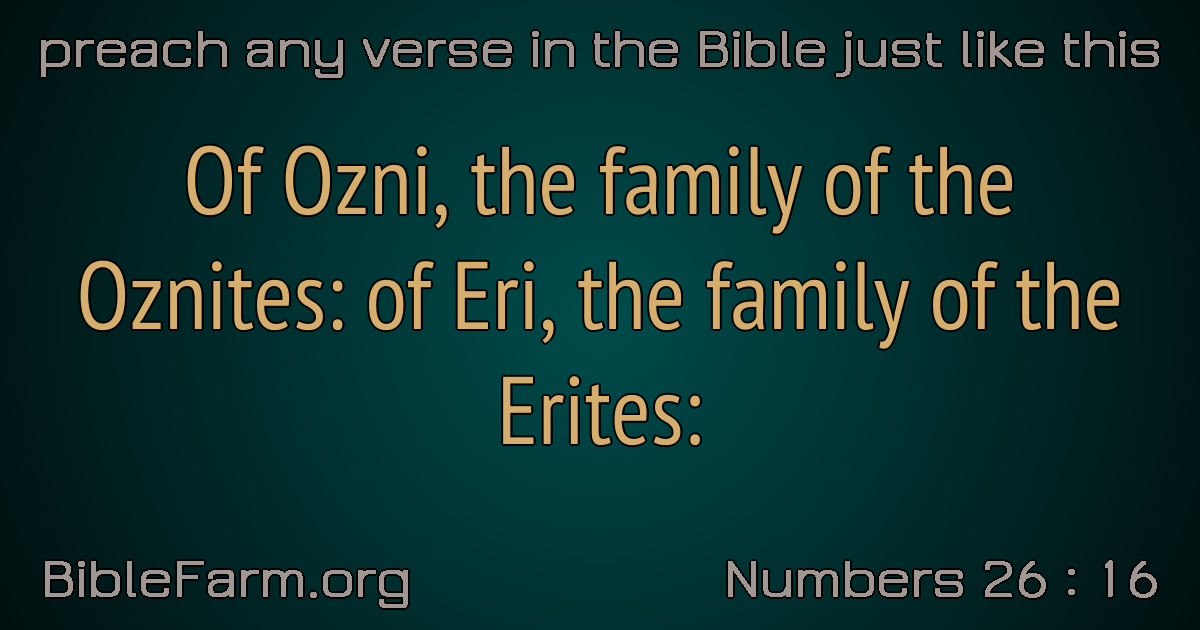 preach any verse in the Bible just like this
Of Ozni, the family of the
Oznites: of Eri, the family of the
Erites:
BibleFarm.org
Numbers 26 : 16